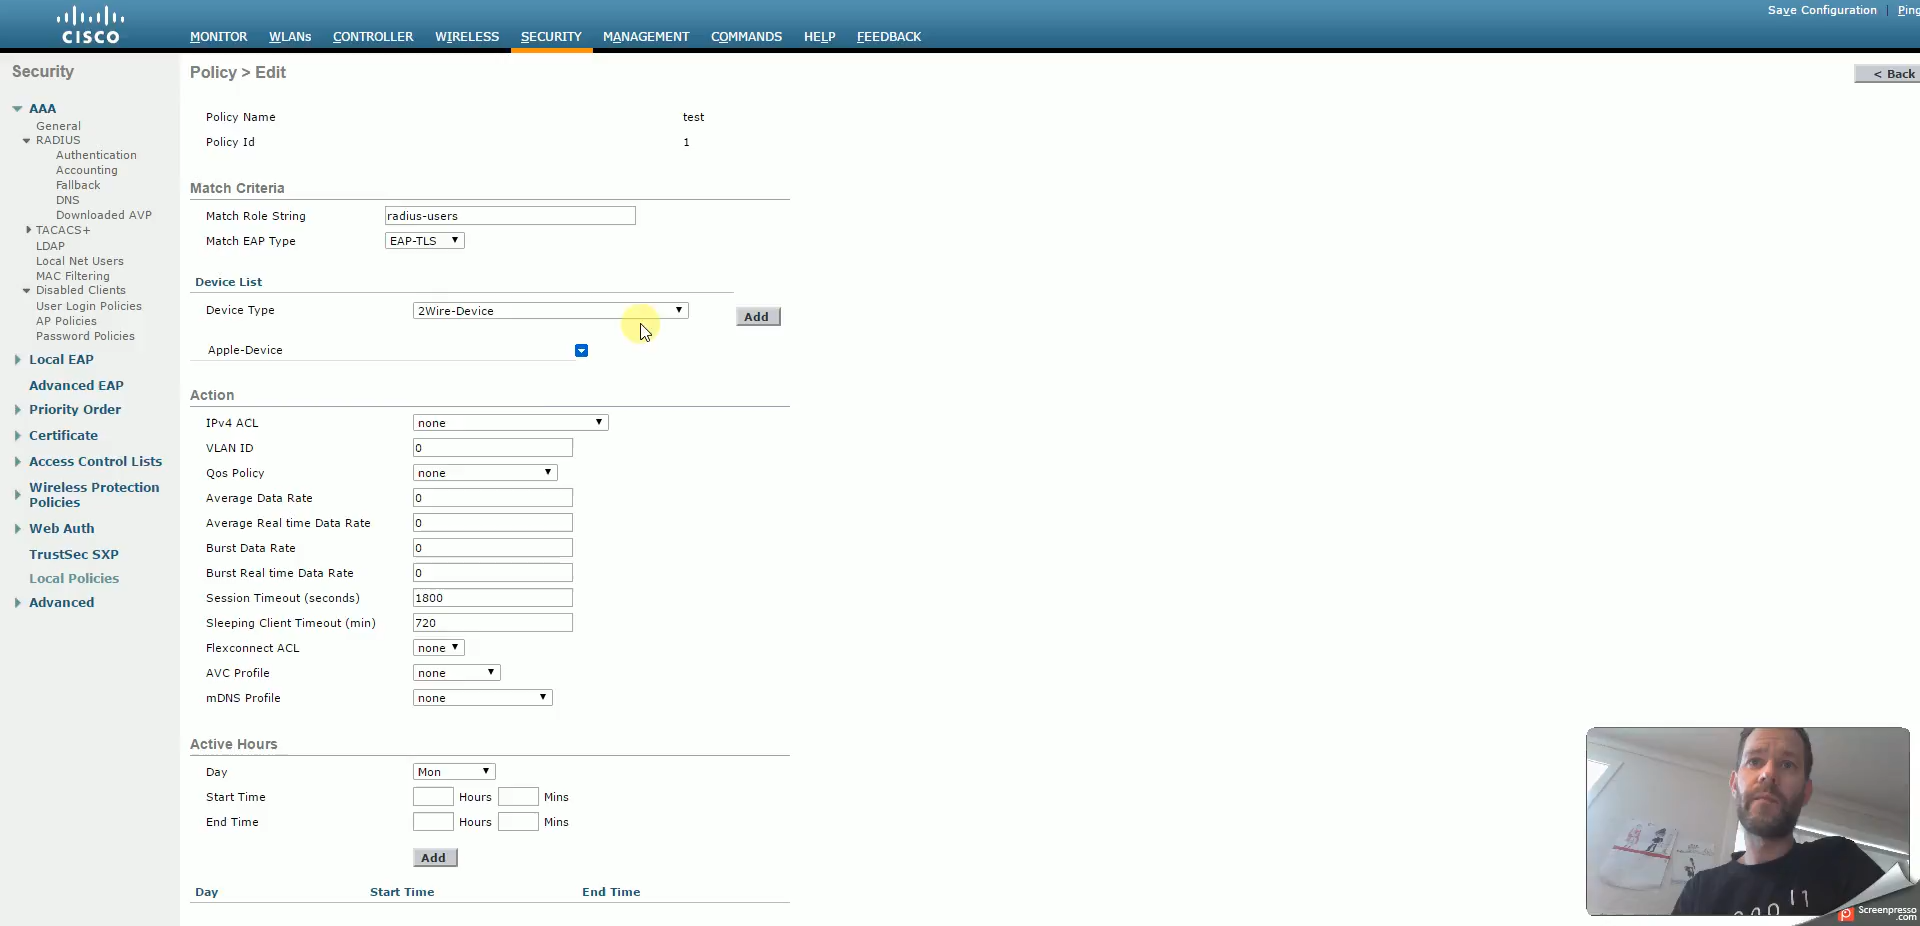 Save Configuration | Ping
CISCO
MONITOR WLANs CONTROLLER WIRELESS SECURITY MANAGEMENT COMMANDS HELP FEEDBACK
Security
Policy > Edit
< Back
AAA
General
RADIUS
Authentication
Accounting
Fallback
DNS
Downloaded AVP
TACACS+
LDAP
Local Net Users
MAC Filtering
Disabled Clients
User Login Policies
AP Policies
Password Policies
Local EAP
Advanced EAP
Priority Order
Certificate
Access Control Lists
Wireless Protection
Policies
Web Auth
TrustSec SXP
Local Policies
Advanced
Policy Name test
Policy Id 1
Match Criteria
Match Role String radius-users
Match EAP Type EAP-TLS
Device List
Device Type 2Wire-Device Add
Apple-Device
Action
IPv4 ACL none
VLAN ID 0
Qos Policy none
Average Data Rate 0
Average Real time Data Rate 0
Burst Data Rate 0
Burst Real time Data Rate 0
Session Timeout (seconds) 1800
Sleeping Client Timeout (min) 720
Flexconnect ACL none
AVC Profile none
mDNS Profile none
Active Hours
Day Mon
Start Time Hours Mins
End Time Hours Mins
Add
Day Start Time End Time
Screenpresso
.com